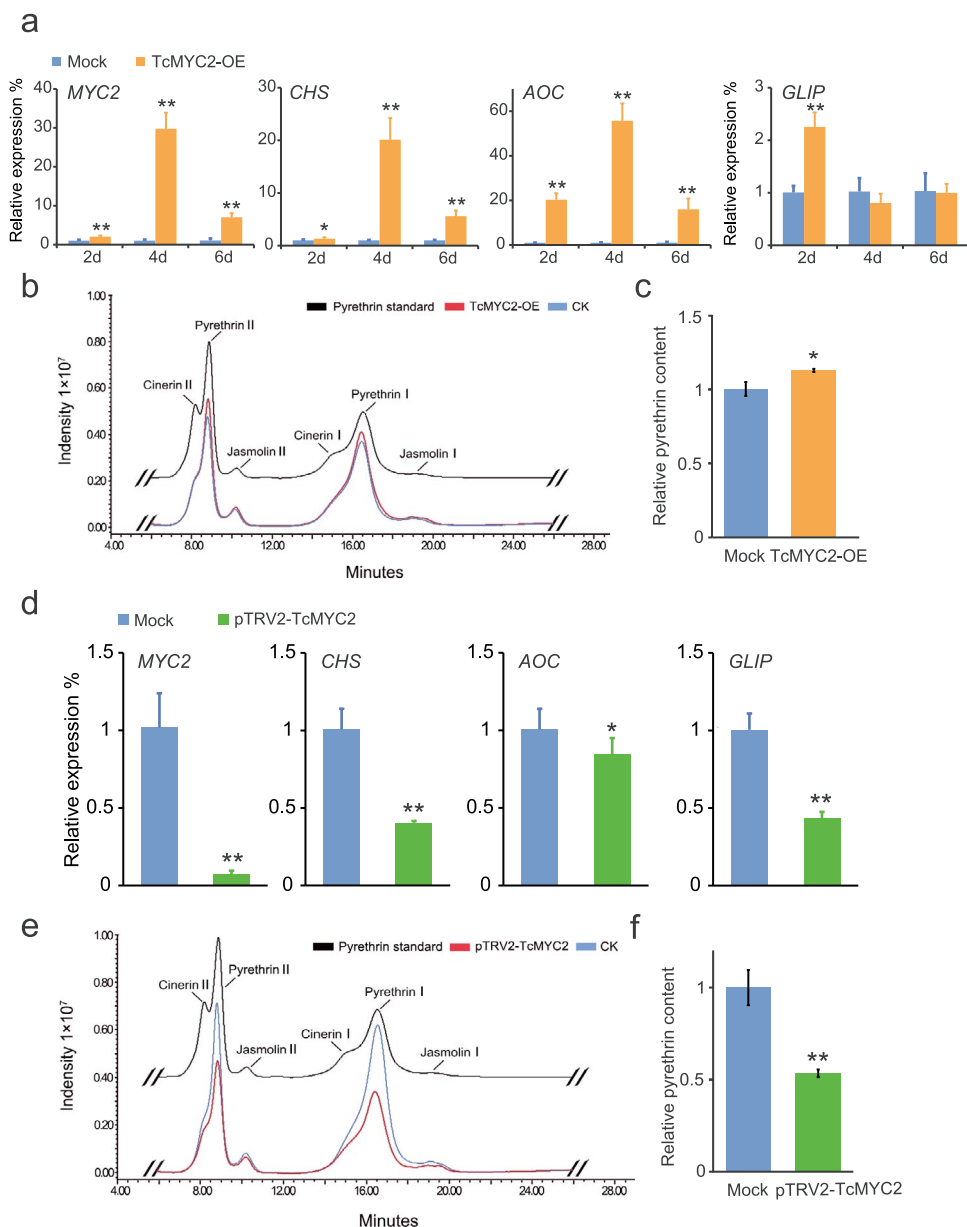 a
Mock TcMYC2-OE
Relative expression %
MYC2
40
30
20
10
0
**
**
**
2d 4d 6d
CHS
30
20
10
0
*
**
**
2d 4d 6d
AOC
60
40
20
0
**
**
**
2d 4d 6d
Relative expression %
GLIP
3
2
1
0
**
2d 4d 6d
b
Indensity 1×10⁷
1.00
0.80
0.60
0.40
0.20
0.00
Pyrethrin standard TcMYC2-OE CK
Pyrethrin II
Cinerin II
Jasmolin II
Pyrethrin I
Cinerin I
Jasmolin I
4.00 8.00 12.00 16.00 20.00 24.00 28.00
Minutes
c
Relative pyrethrin content
1.5
1
0.5
0
*
Mock TcMYC2-OE
d
Mock pTRV2-TcMYC2
Relative expression %
MYC2
1.5
1
0.5
0
**
CHS
1.5
1
0.5
0
**
AOC
1.5
1
0.5
0
*
GLIP
1.5
1
0.5
0
**
e
Indensity 1×10⁷
1.00
0.80
0.60
0.40
0.20
0.00
Pyrethrin standard pTRV2-TcMYC2 CK
Cinerin II
Pyrethrin II
Jasmolin II
Pyrethrin I
Cinerin I
Jasmolin I
4.00 8.00 12.00 16.00 20.00 24.00 28.00
Minutes
f
Relative pyrethrin content
1
0.5
0
**
Mock pTRV2-TcMYC2